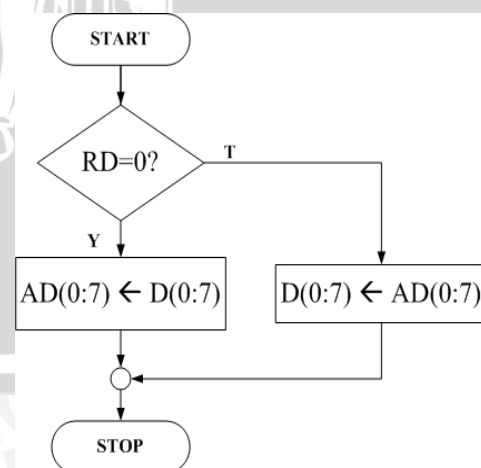 START
RD=0?
T
Y
AD(0:7) ← D(0:7)
D(0:7) ← AD(0:7)
STOP